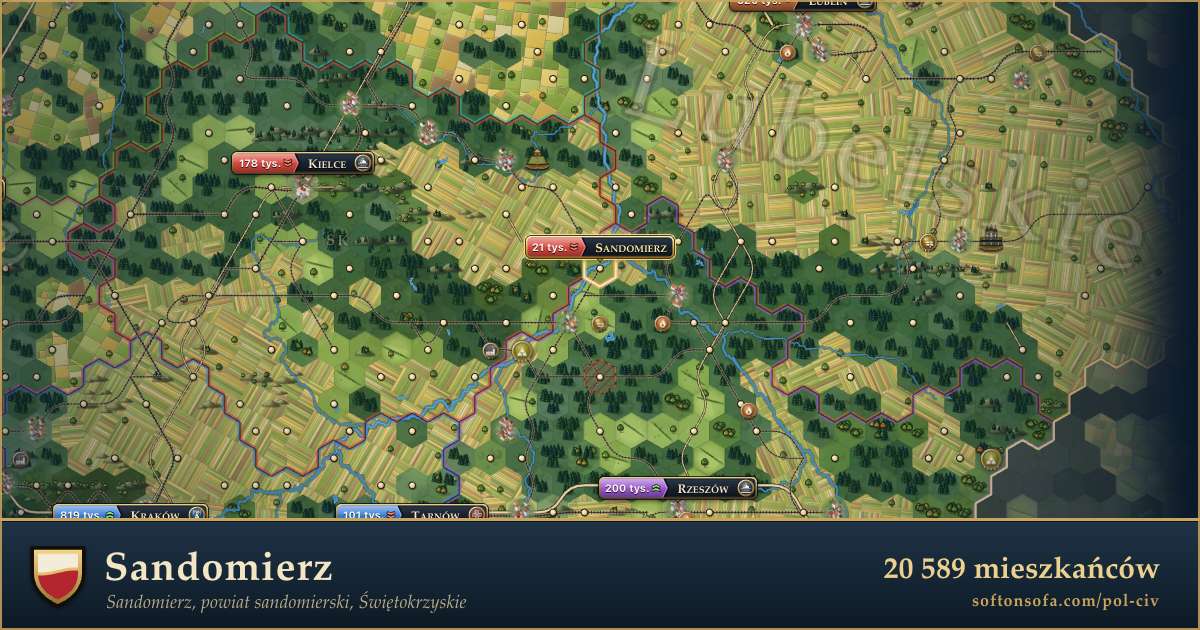 LUBLIN
Lubelskie
178 tys. KIELCE
21 tys. SANDOMIERZ
200 tys. RZESZÓW
819 tys. KRAKÓW
101 tys. TARNÓW
Sandomierz
20 589 mieszkańców
Sandomierz, powiat sandomierski, Świętokrzyskie
softonsofa.com/pol-civ